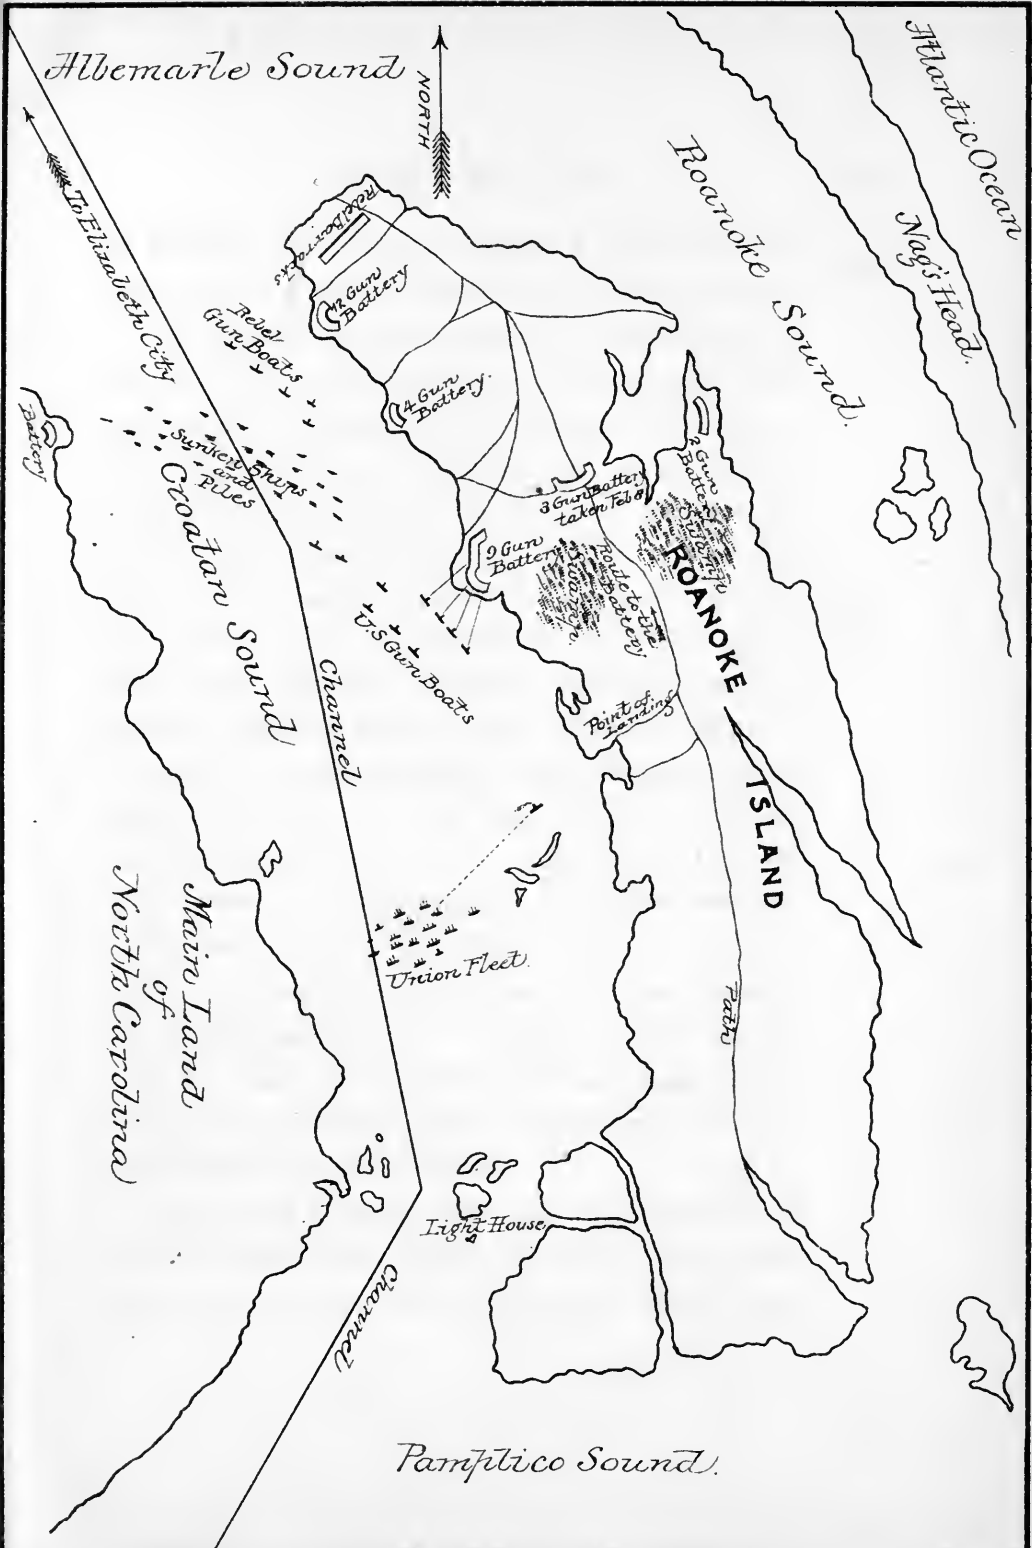 Albemarle Sound
NORTH
Atlantic Ocean
Roanoke Sound.
Nag's Head.
To Elizabeth City
Rebel Barracks
12 Gun
Battery
Rebel
Gun Boats
4 Gun
Battery.
Battery
Sunken Ships
and
Piles
Croatan Sound
2 Gun
Battery
Swamp
3 Gun Battery
taken Feb 8
9 Gun
Battery
Swamp
Route to the
Battery
ROANOKE
ISLAND
U.S Gun Boats
Channel
Point of
Landing
Union Fleet.
Main Land
of
North Carolina
Path
Light House
Channel
Pamptico Sound.